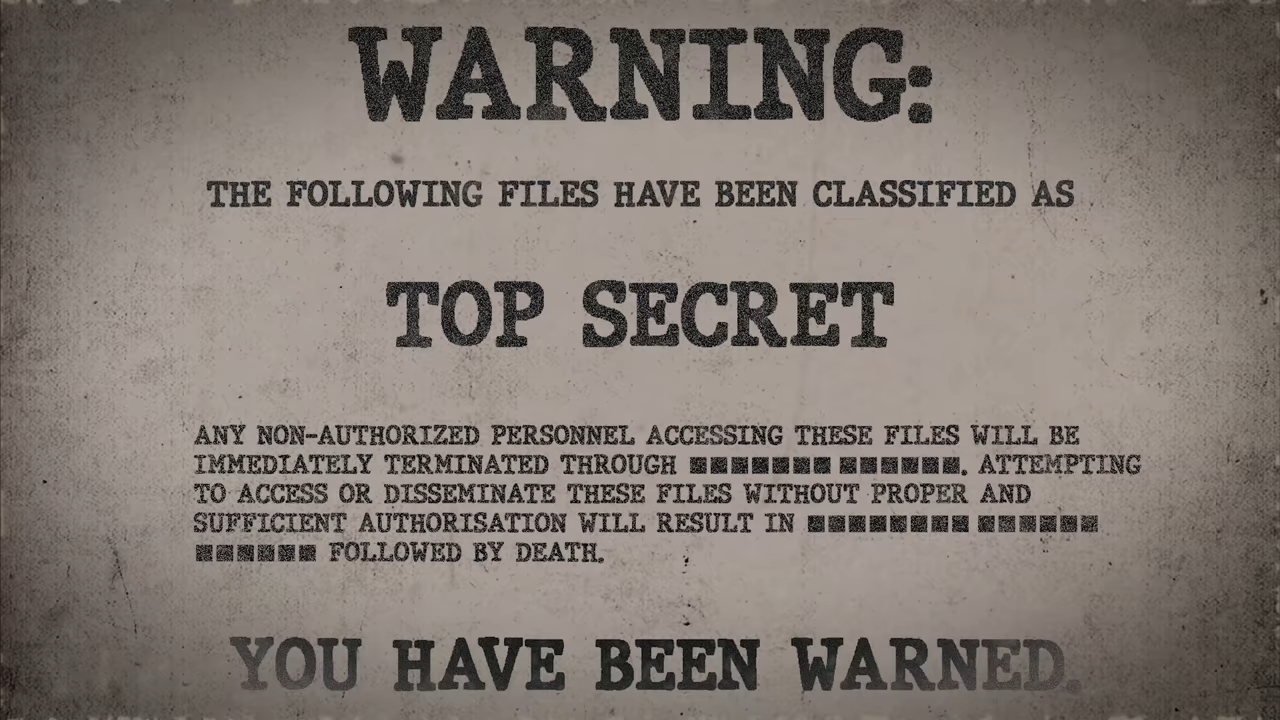 WARNING:
THE FOLLOWING FILES HAVE BEEN CLASSIFIED AS
TOP SECRET
ANY NON-AUTHORIZED PERSONNEL ACCESSING THESE FILES WILL BE
IMMEDIATELY TERMINATED THROUGH ■■■■■■■ ■■■■■■. ATTEMPTING
TO ACCESS OR DISSEMINATE THESE FILES WITHOUT PROPER AND
SUFFICIENT AUTHORISATION WILL RESULT IN ■■■■■■■■ ■■■■■■
■■■■■■ FOLLOWED BY DEATH.
YOU HAVE BEEN WARNED.